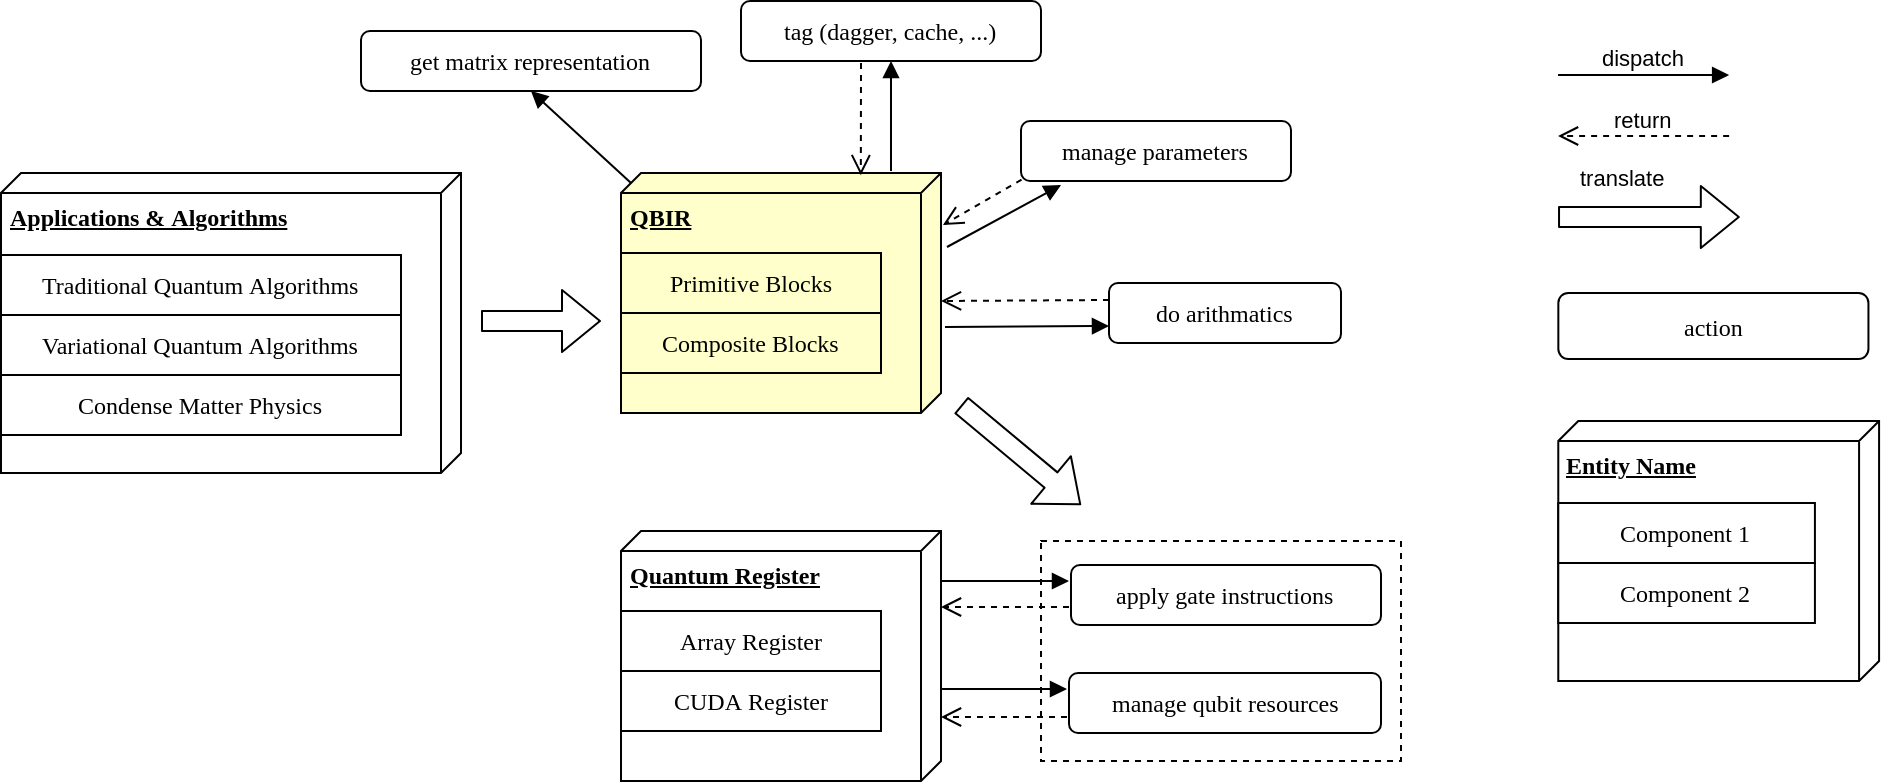 tag (dagger, cache, ...)
get matrix representation
dispatch
return
manage parameters
translate
Applications & Algorithms
QBIR
Traditional Quantum Algorithms
Primitive Blocks
do arithmatics
action
Variational Quantum Algorithms
Composite Blocks
Condense Matter Physics
Entity Name
Component 1
Component 2
Quantum Register
apply gate instructions
Array Register
CUDA Register
manage qubit resources